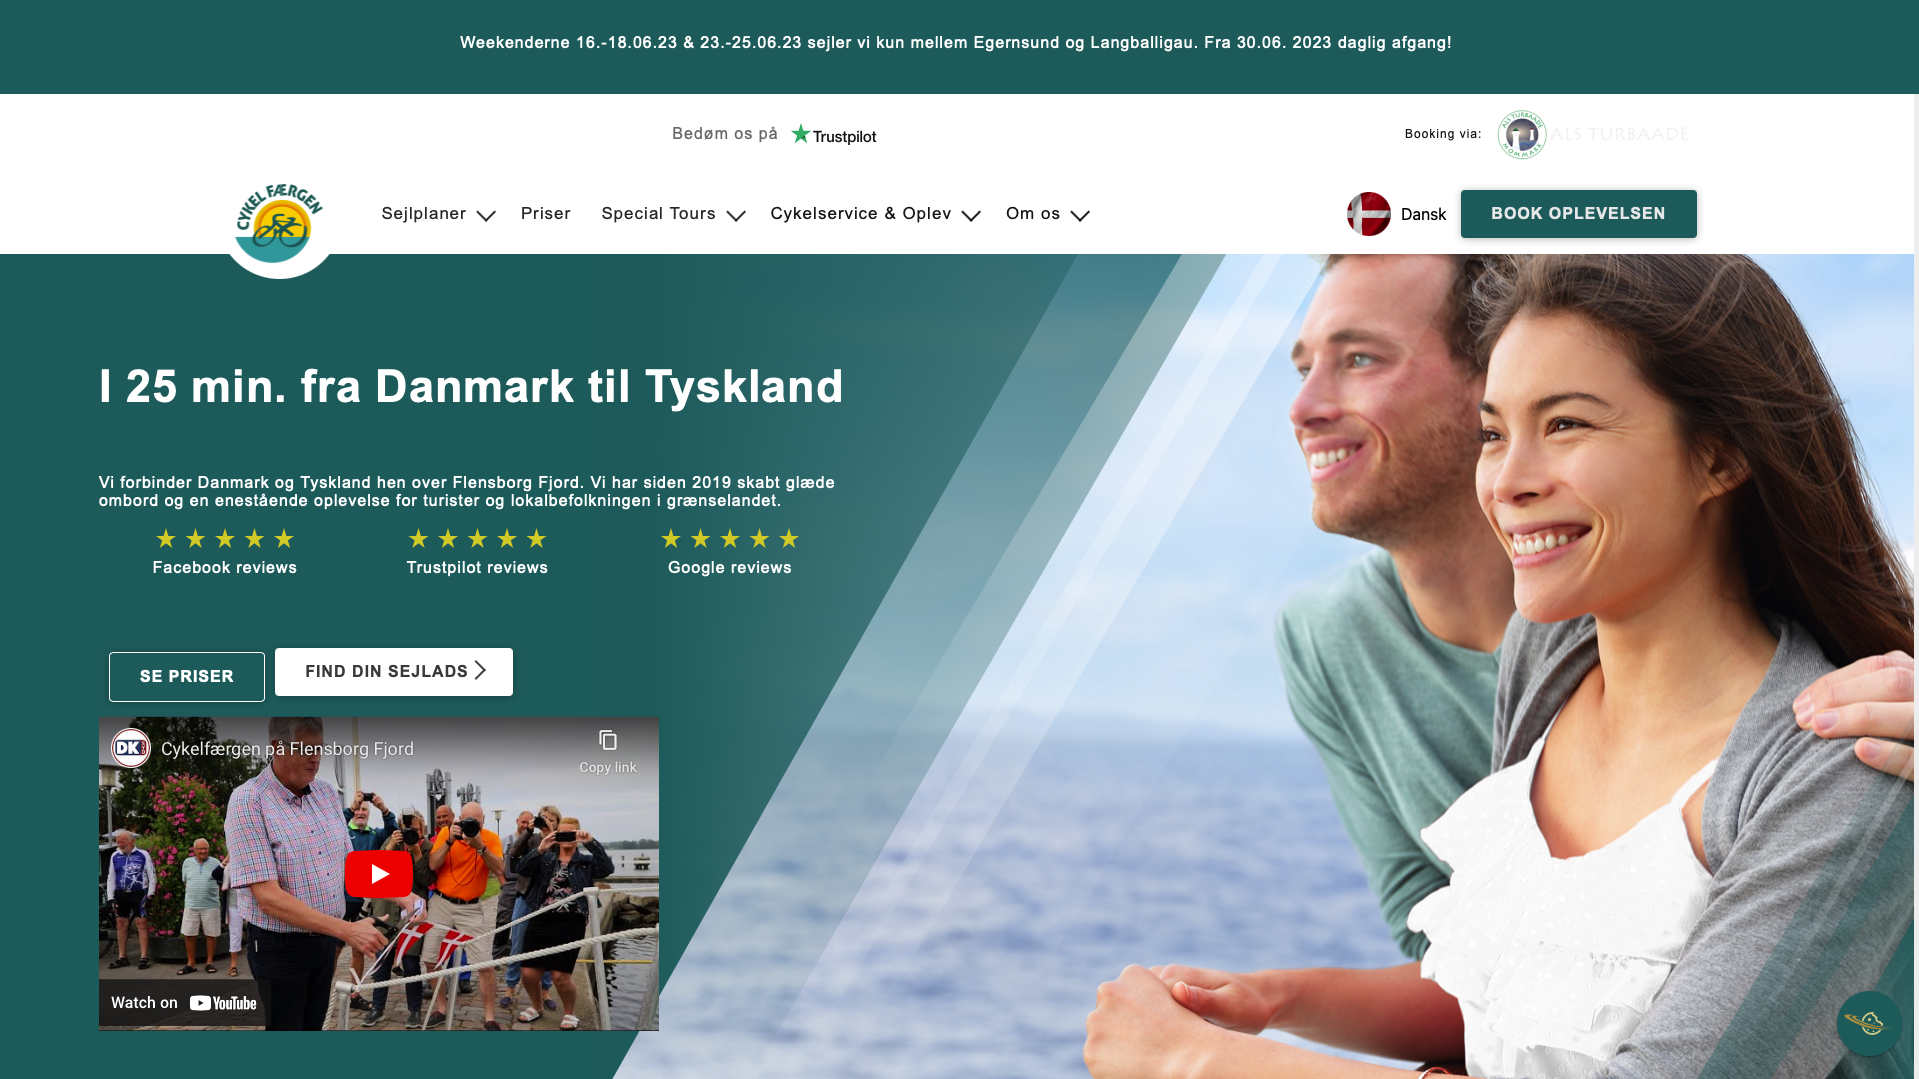 Weekenderne 16.-18.06.23 & 23.-25.06.23 sejler vi kun mellem Egernsund og Langballigau. Fra 30.06. 2023 daglig afgang!
Bedøm os på Trustpilot
Booking via: ALS TURBAADE MOMMARK ALS TURBAADE
CYKEL FÆRGEN
Sejlplaner Priser Special Tours Cykelservice & Oplev Om os
Dansk BOOK OPLEVELSEN
I 25 min. fra Danmark til Tyskland
Vi forbinder Danmark og Tyskland hen over Flensborg Fjord. Vi har siden 2019 skabt glæde
ombord og en enestående oplevelse for turister og lokalbefolkningen i grænselandet.
Facebook reviews Trustpilot reviews Google reviews
SE PRISER FIND DIN SEJLADS
DK Cykelfærgen på Flensborg Fjord
Copy link
Watch on YouTube